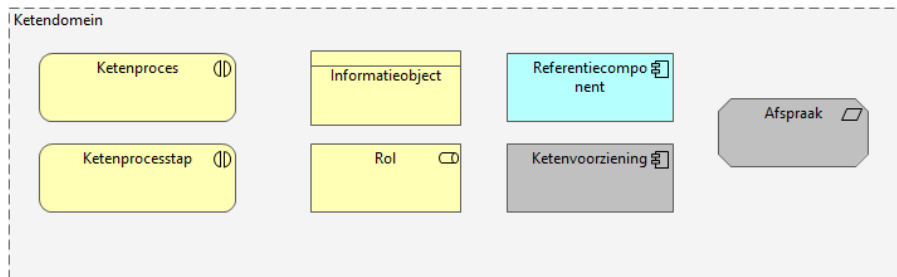 Ketendomein
Ketenproces
Informatieobject
Referentiecompo
nent
Afspraak
Ketenprocesstap
Rol
Ketenvoorziening